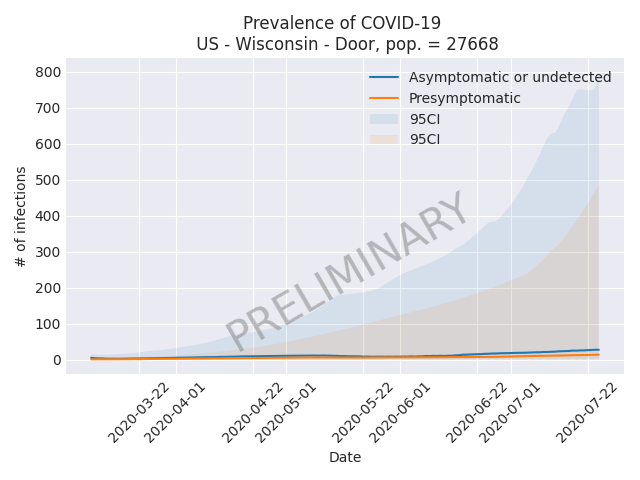 Prevalence of COVID-19
US - Wisconsin - Door, pop. = 27668
800
700
600
500
400
300
200
100
0
# of infections
Asymptomatic or undetected
Presymptomatic
95CI
95CI
PRELIMINARY
2020-03-22
2020-04-01
2020-04-22
2020-05-01
2020-05-22
2020-06-01
2020-06-22
2020-07-01
2020-07-22
Date